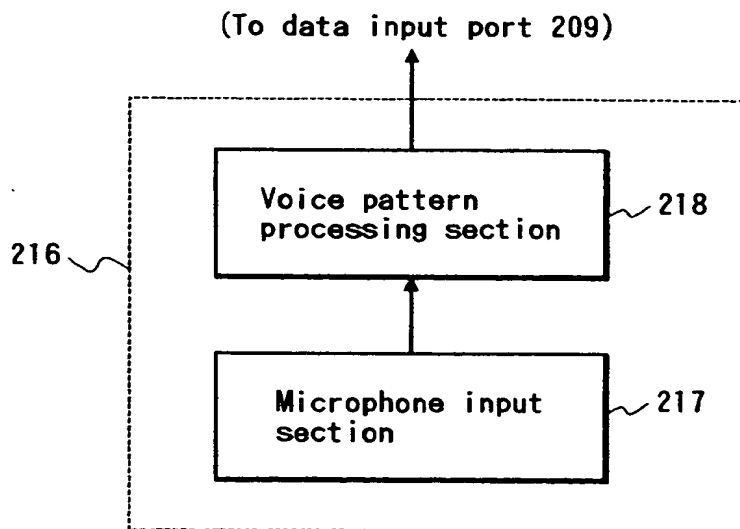 (To data input port 209)
Voice pattern
processing section
218
216
Microphone input
section
217